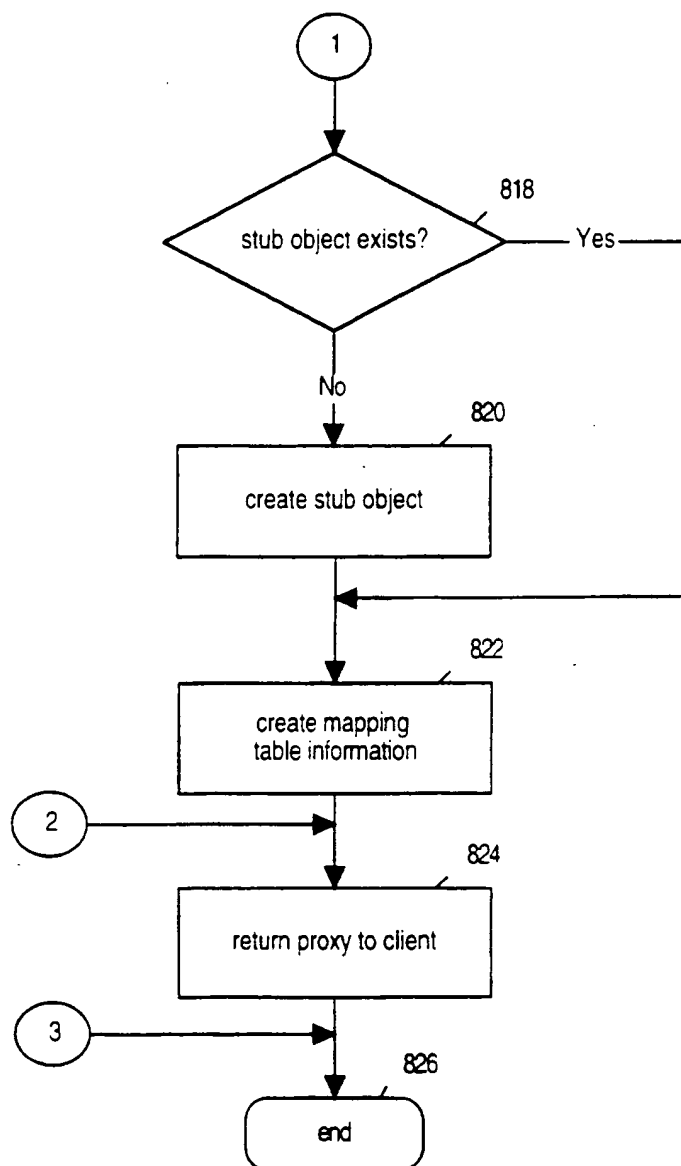 1
818
stub object exists?
Yes
No
820
create stub object
822
create mapping
table information
2
824
return proxy to client
3
826
end